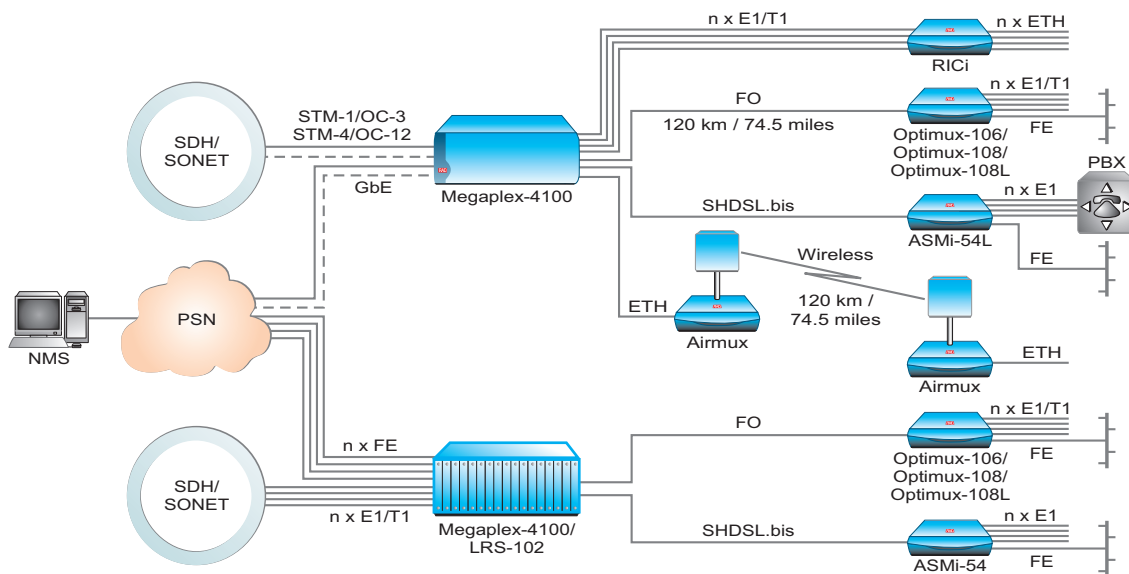 n x E1/T1
n x ETH
RICi
SDH/
SONET
STM-1/OC-3
STM-4/OC-12
GbE
RAD
Megaplex-4100
FO
120 km / 74.5 miles
n x E1/T1
FE
Optimux-106/
Optimux-108/
Optimux-108L
PBX
SHDSL.bis
n x E1
ASMi-54L
FE
Wireless
120 km /
74.5 miles
ETH
Airmux
ETH
Airmux
NMS
PSN
n x FE
SDH/
SONET
n x E1/T1
Megaplex-4100/
LRS-102
FO
n x E1/T1
FE
Optimux-106/
Optimux-108/
Optimux-108L
SHDSL.bis
n x E1
FE
ASMi-54